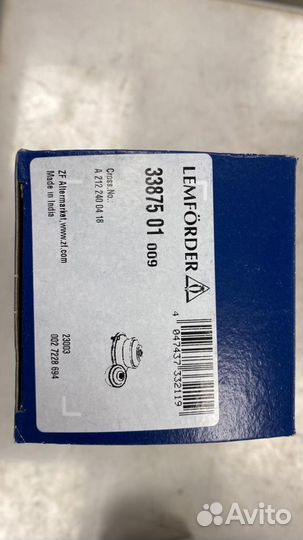 LEMFÖRDER
33875 01 009
Cross.No.:
A 212 240 04 18
ZF Aftermarket,www.zf.com
Made in India
4 047437 332119
23003
002 7228 694
Avito